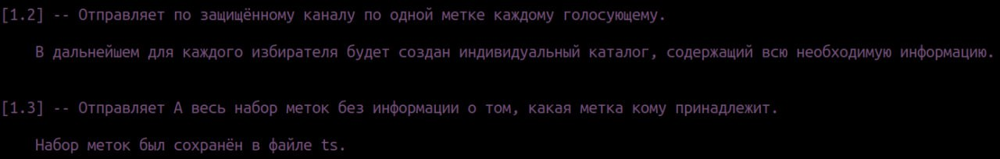 [1.2] -- Отправляет по защищённому каналу по одной метке каждому голосующему.
В дальнейшем для каждого избирателя будет создан индивидуальный каталог, содержащий всю необходимую информацию.
[1.3] -- Отправляет А весь набор меток без информации о том, какая метка кому принадлежит.
Набор меток был сохранён в файле ts.